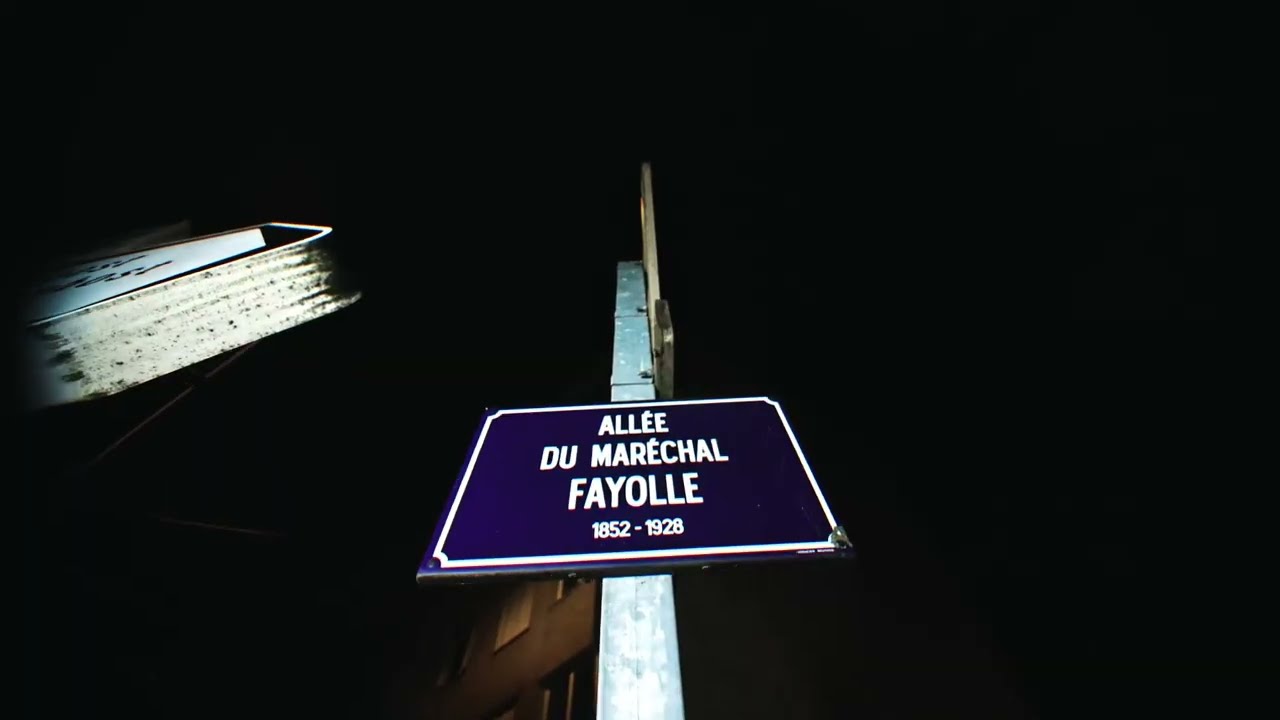 ALLÉE
DU MARÉCHAL
FAYOLLE
1852 - 1928